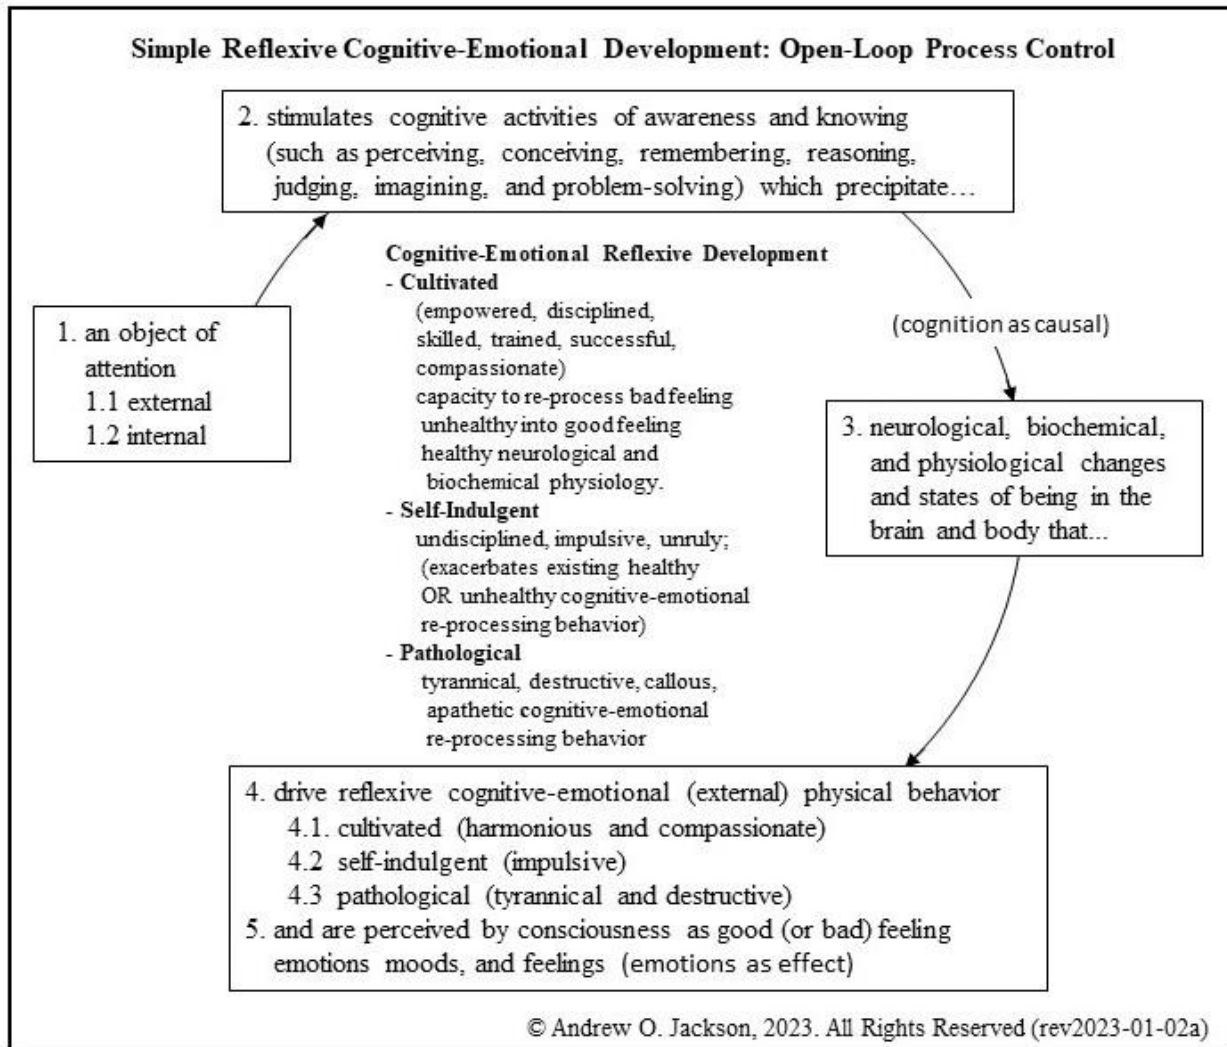 Simple Reflexive Cognitive-Emotional Development: Open-Loop Process Control
2. stimulates cognitive activities of awareness and knowing
(such as perceiving, conceiving, remembering, reasoning,
judging, imagining, and problem-solving) which precipitate…
1. an object of
attention
1.1 external
1.2 internal
Cognitive-Emotional Reflexive Development
- Cultivated
(empowered, disciplined,
skilled, trained, successful,
compassionate)
capacity to re-process bad feeling
unhealthy into good feeling
healthy neurological and
biochemical physiology.
- Self-Indulgent
undisciplined, impulsive, unruly;
(exacerbates existing healthy
OR unhealthy cognitive-emotional
re-processing behavior)
- Pathological
tyrannical, destructive, callous,
apathetic cognitive-emotional
re-processing behavior
(cognition as causal)
3. neurological, biochemical,
and physiological changes
and states of being in the
brain and body that...
4. drive reflexive cognitive-emotional (external) physical behavior
4.1. cultivated (harmonious and compassionate)
4.2 self-indulgent (impulsive)
4.3 pathological (tyrannical and destructive)
5. and are perceived by consciousness as good (or bad) feeling
emotions moods, and feelings (emotions as effect)
© Andrew O. Jackson, 2023. All Rights Reserved (rev2023-01-02a)